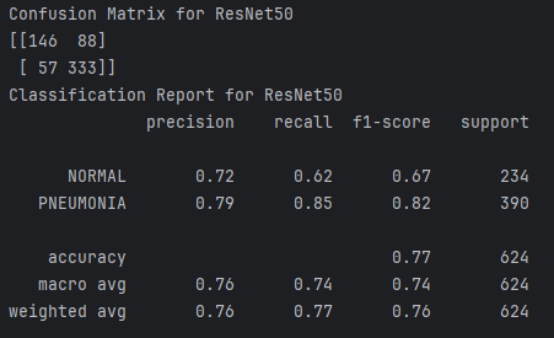 Confusion Matrix for ResNet50
[[146  88]
 [ 57 333]]
Classification Report for ResNet50
              precision    recall  f1-score   support

      NORMAL       0.72      0.62      0.67       234
   PNEUMONIA       0.79      0.85      0.82       390

    accuracy                           0.77       624
   macro avg       0.76      0.74      0.74       624
weighted avg       0.76      0.77      0.76       624